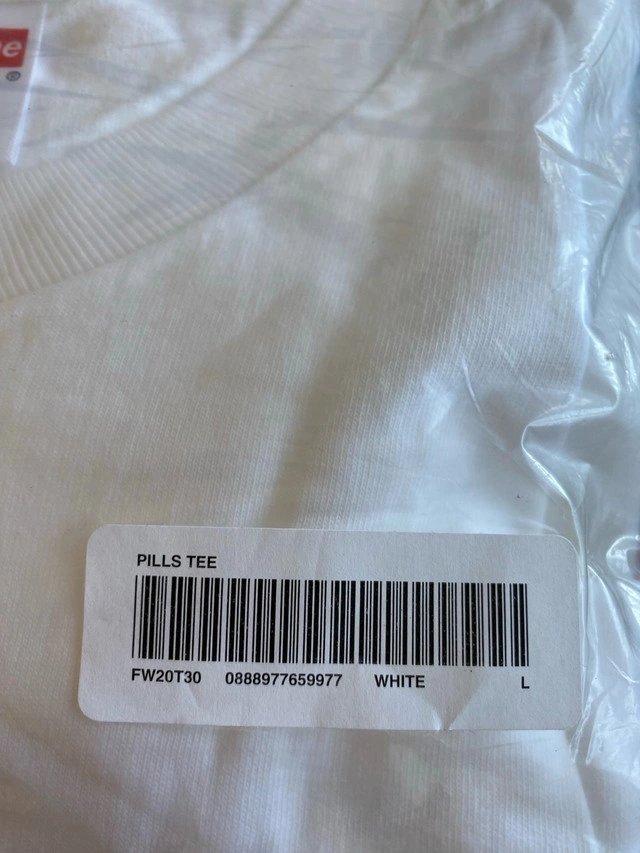 e
©
PILLS TEE
FW20T30 0888977659977 WHITE L